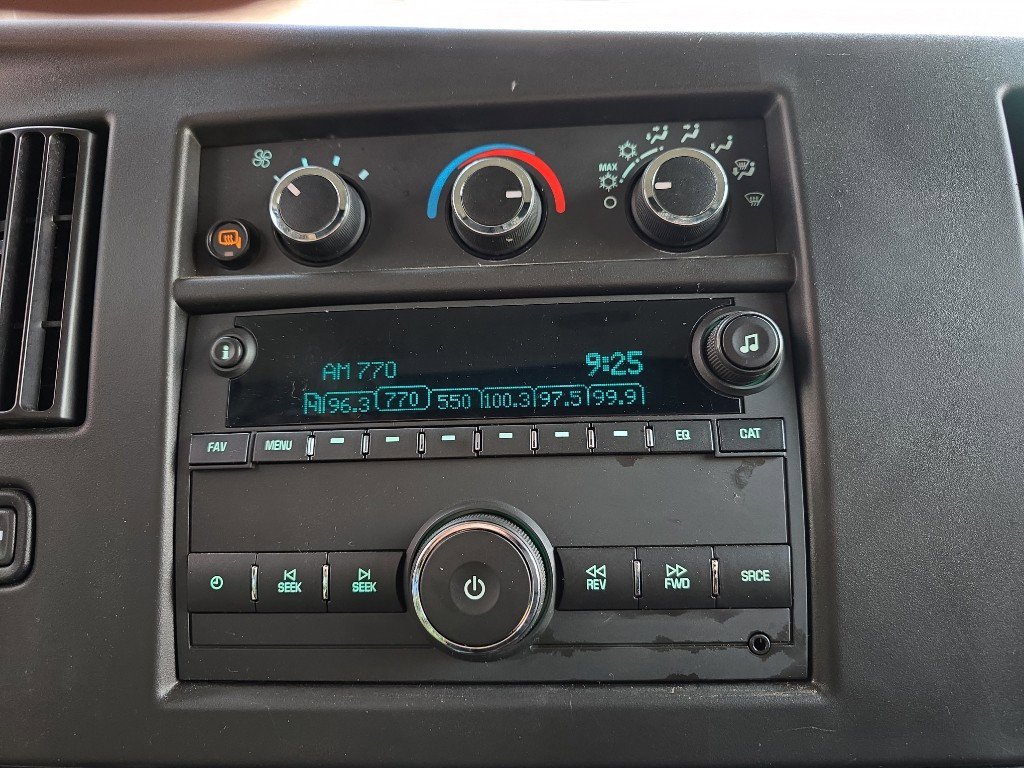 MAX
AM 770
9:25
A1 96.3 770 550 100.3 97.5 99.9
FAV MENU EQ CAT
SEEK SEEK REV FWD SRCE